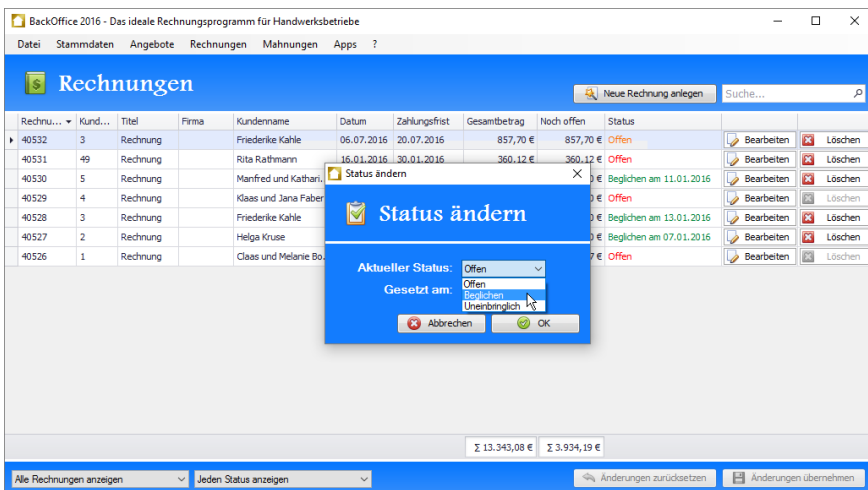 BackOffice 2016 - Das ideale Rechnungsprogramm für Handwerksbetriebe
Datei Stammdaten Angebote Rechnungen Mahnungen Apps ?
Rechnungen
Neue Rechnung anlegen Suche...
Rechnu... Kund... Titel Firma Kundenname Datum Zahlungsfrist Gesamtbetrag Noch offen Status
40532 3 Rechnung Friederike Kahle 06.07.2016 20.07.2016 857,70 € 857,70 € Offen Bearbeiten Löschen
40531 49 Rechnung Rita Rathmann 16.01.2016 30.01.2016 360,12 € 360,12 € Offen Bearbeiten Löschen
40530 5 Rechnung Manfred und Kathari. € Beglichen am 11.01.2016 Bearbeiten Löschen
40529 4 Rechnung Klaas und Jana Faber € Offen Bearbeiten Löschen
40528 3 Rechnung Friederike Kahle € Beglichen am 13.01.2016 Bearbeiten Löschen
40527 2 Rechnung Helga Kruse € Beglichen am 07.01.2016 Bearbeiten Löschen
40526 1 Rechnung Claas und Melanie Bo. 7 € Offen Bearbeiten Löschen
Status ändern
Status ändern
Aktueller Status: Offen
Gesetzt am:
Offen
Beglichen
Uneinbringlich
Abbrechen OK
Σ 13.343,08 € Σ 3.934,19 €
Alle Rechnungen anzeigen Jeden Status anzeigen Änderungen zurücksetzen Änderungen übernehmen